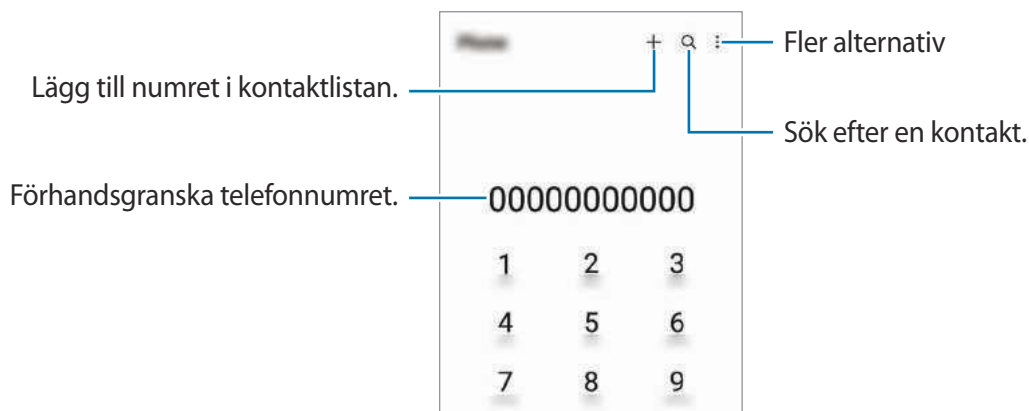 Fler alternativ
Lägg till numret i kontaktlistan.
Sök efter en kontakt.
Förhandsgranska telefonnumret.
00000000000
1 2 3
4 5 6
7 8 9